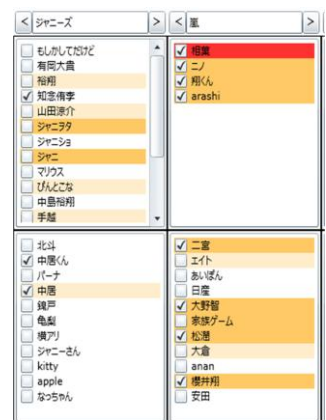 < ジャニーズ >
< 嵐 >
もしかしてだけど
有岡大貴
裕翔
知念侑李
山田涼介
ジャニヲタ
ジャニショ
ジャニ
マリウス
びんとこな
中島裕翔
手越
相葉
ニノ
翔くん
arashi
北斗
中居くん
パーナ
中居
錦戸
亀梨
横アリ
ジャニーさん
kitty
apple
なっちゃん
二宮
エイト
あいぱん
日産
大野智
家族ゲーム
松潤
大倉
anan
櫻井翔
安田